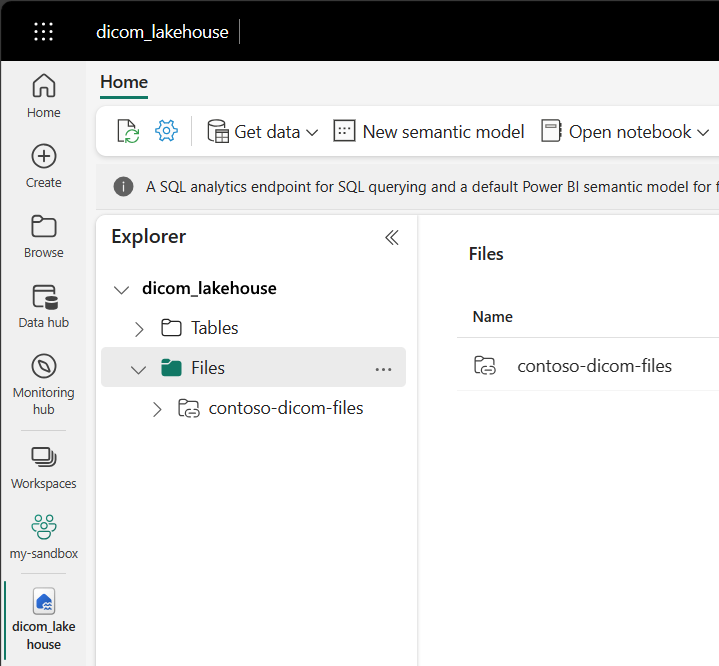 dicom_lakehouse
Home
Create
Browse
Data hub
Monitoring
hub
Workspaces
my-sandbox
dicom_lake
house
Home
Get data
New semantic model
Open notebook
A SQL analytics endpoint for SQL querying and a default Power BI semantic model for f
Explorer
dicom_lakehouse
Tables
Files
contoso-dicom-files
Files
Name
contoso-dicom-files